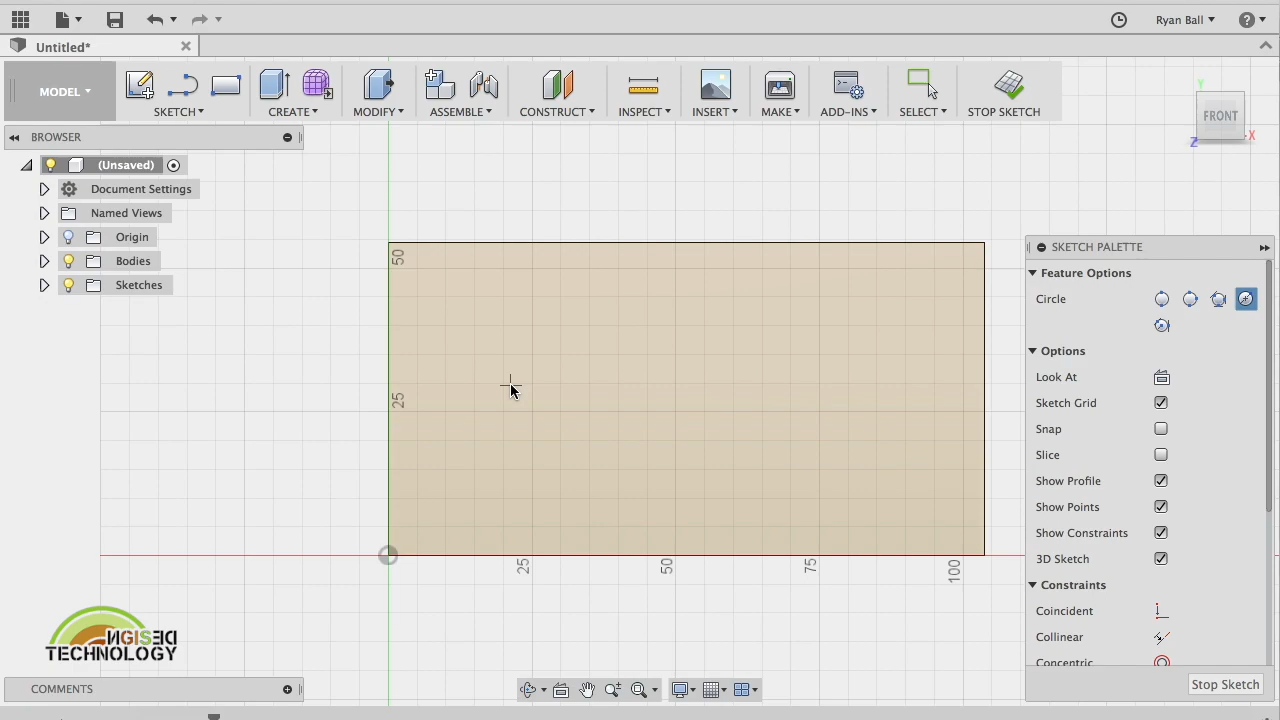 Ryan Ball
Untitled*
MODEL
SKETCH
CREATE
MODIFY
ASSEMBLE
CONSTRUCT
INSPECT
INSERT
MAKE
ADD-INS
SELECT
STOP SKETCH
Y
FRONT
X
Z
BROWSER
(Unsaved)
Document Settings
Named Views
Origin
Bodies
Sketches
50
25
25
50
75
100
SKETCH PALETTE
Feature Options
Circle
Options
Look At
Sketch Grid
Snap
Slice
Show Profile
Show Points
Show Constraints
3D Sketch
Constraints
Coincident
Collinear
Concentric
Stop Sketch
DESIGN
TECHNOLOGY
COMMENTS